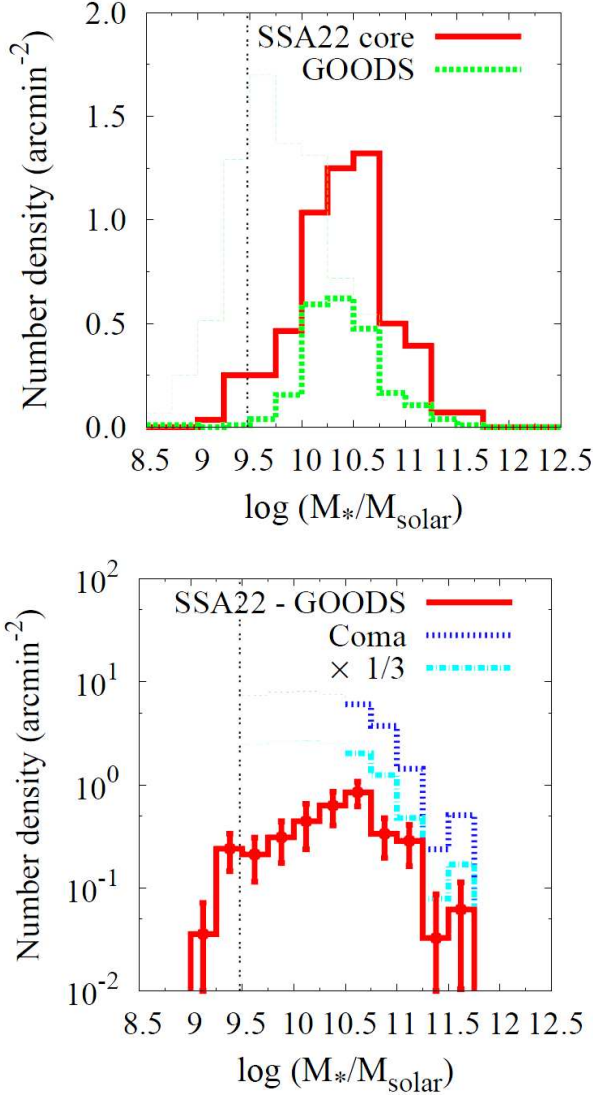 SSA22 core
GOODS
Number density (arcmin⁻²)
2.0
1.5
1.0
0.5
0.0
8.5 9 9.5 10 10.5 11 11.5 12 12.5
log (M*/Msolar)
SSA22 - GOODS
Coma
× 1/3
Number density (arcmin⁻²)
10²
10¹
10⁰
10⁻¹
10⁻²
8.5 9 9.5 10 10.5 11 11.5 12 12.5
log (M*/Msolar)